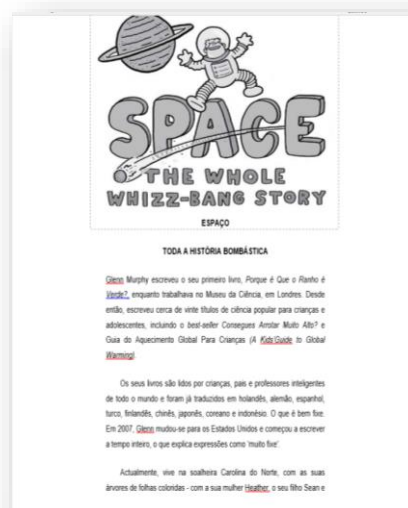 SPACE
THE WHOLE
WHIZZ-BANG STORY
ESPAÇO
TODA A HISTÓRIA BOMBÁSTICA
Glenn Murphy escreveu o seu primeiro livro, Porque é Que o Ranho é
Verde?, enquanto trabalhava no Museu da Ciência, em Londres. Desde
então, escreveu cerca de vinte títulos de ciência popular para crianças e
adolescentes, incluindo o best-seller Consegues Arrotar Muito Alto? e
Guia do Aquecimento Global Para Crianças (A Kids'Guide to Global
Warming).
Os seus livros são lidos por crianças, pais e professores inteligentes
de todo o mundo e foram já traduzidos em holandês, alemão, espanhol,
turco, finlandês, chinês, japonês, coreano e indonésio. O que é bem fixe.
Em 2007, Glenn mudou-se para os Estados Unidos e começou a escrever
a tempo inteiro, o que explica expressões como 'muito fixe'.
Actualmente, vive na soalheira Carolina do Norte, com as suas
árvores de folhas coloridas - com a sua mulher Heather, o seu filho Sean e